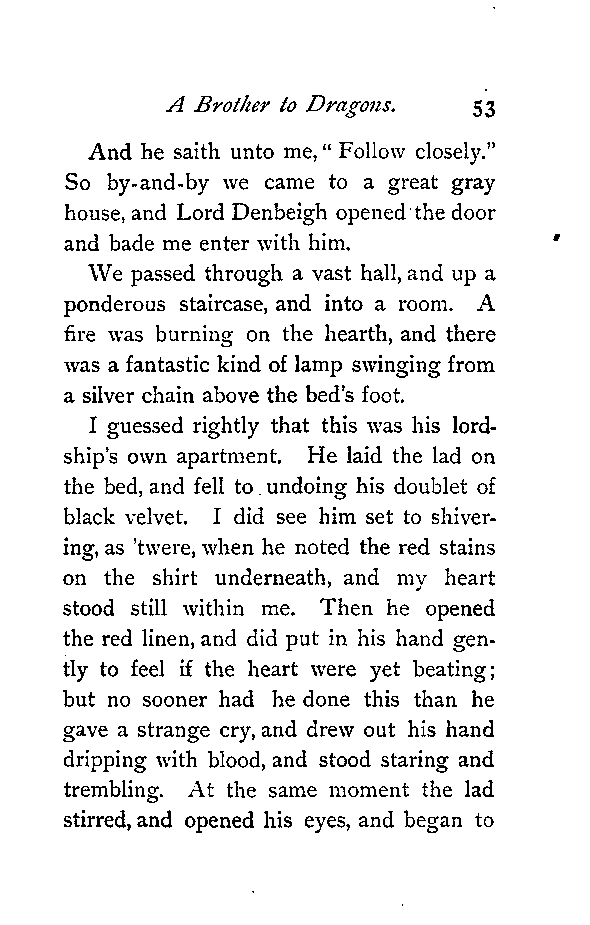 A Brother to Dragons. 53
And he saith unto me, " Follow closely."
So by-and-by we came to a great gray
house, and Lord Denbeigh opened the door
and bade me enter with him.
We passed through a vast hall, and up a
ponderous staircase, and into a room. A
fire was burning on the hearth, and there
was a fantastic kind of lamp swinging from
a silver chain above the bed's foot.
I guessed rightly that this was his lord-
ship's own apartment. He laid the lad on
the bed, and fell to undoing his doublet of
black velvet. I did see him set to shiver-
ing, as 'twere, when he noted the red stains
on the shirt underneath, and my heart
stood still within me. Then he opened
the red linen, and did put in his hand gen-
tly to feel if the heart were yet beating;
but no sooner had he done this than he
gave a strange cry, and drew out his hand
dripping with blood, and stood staring and
trembling. At the same moment the lad
stirred, and opened his eyes, and began to